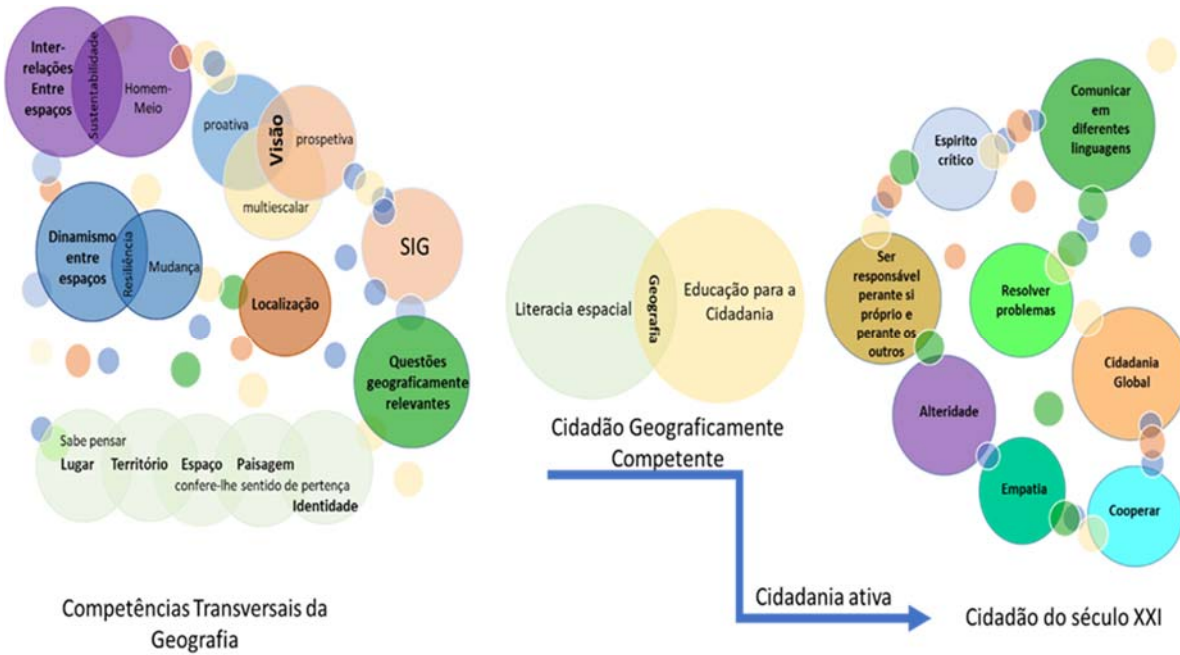 Inter-
relações
Entre
espaços
Sustentabilidade
Homem-
Meio
proativa
Visão
prospetiva
multiescalar
Dinamismo
entre
espaços
Resiliência
Mudança
Localização
SIG
Questões
geograficamente
relevantes
Sabe pensar
Lugar Território Espaço Paisagem
confere-lhe sentido de pertença
Identidade
Competências Transversais da
Geografia
Literacia espacial
Geografia
Educação para a
Cidadania
Cidadão Geograficamente
Competente
Cidadania ativa
Espirito
crítico
Comunicar
em
diferentes
linguagens
Ser
responsável
perante si
próprio e
perante os
outros
Resolver
problemas
Cidadania
Global
Alteridade
Empatia
Cooperar
Cidadão do século XXI